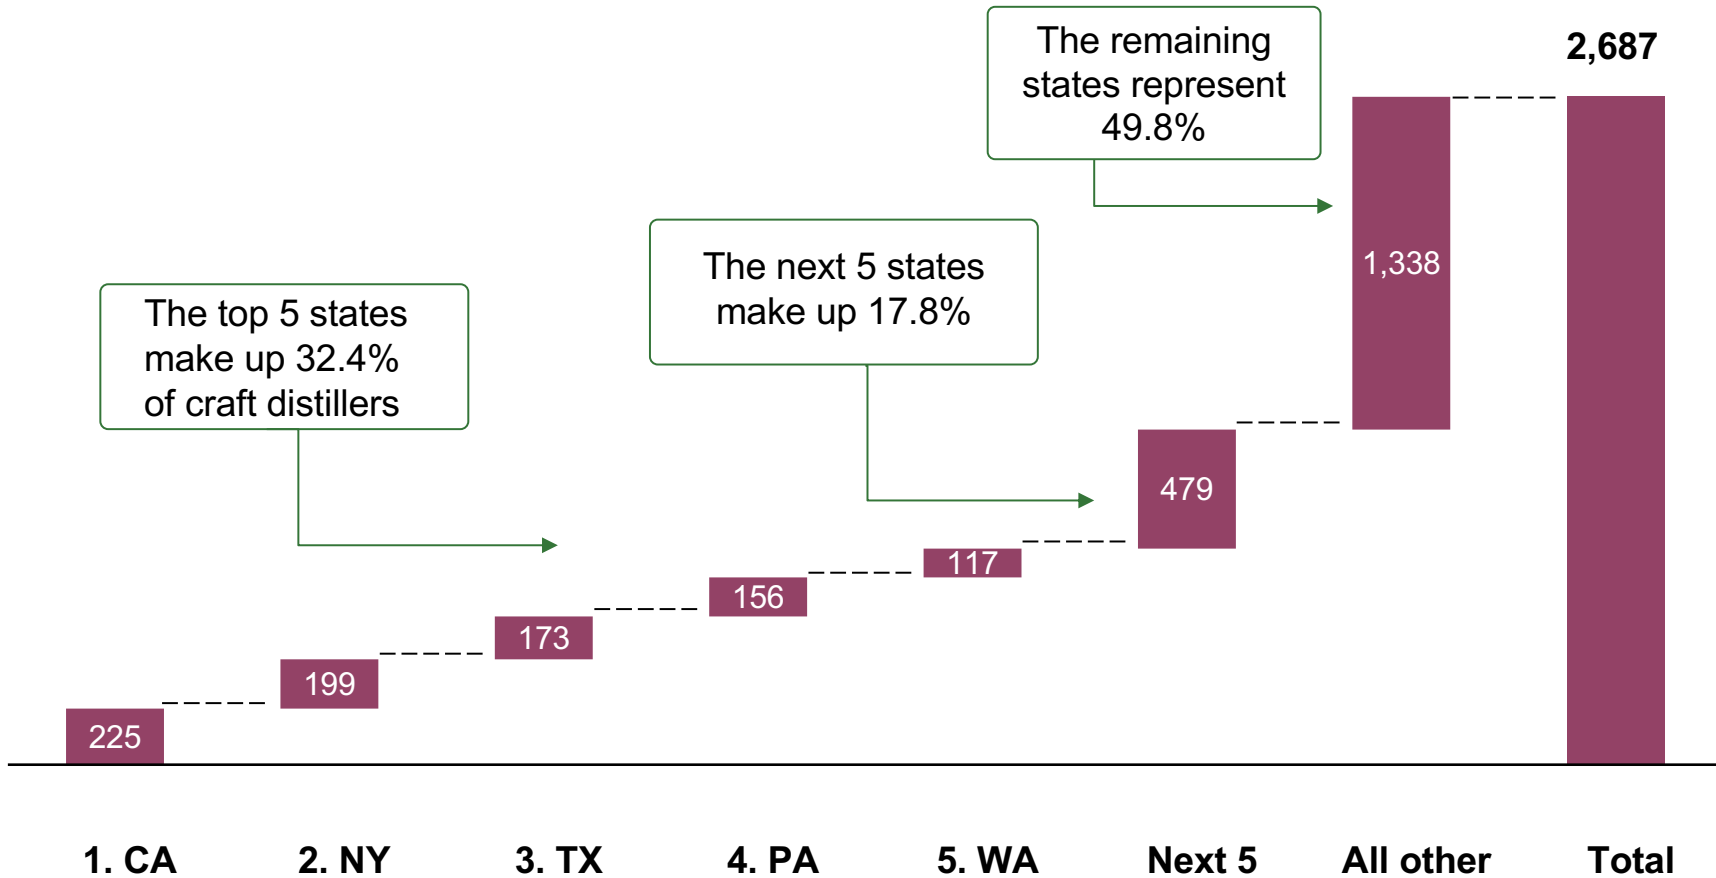 The remaining
states represent
49.8%
2,687
The next 5 states
make up 17.8%
The top 5 states
make up 32.4%
of craft distillers
225
199
173
156
117
479
1,338
1. CA
2. NY
3. TX
4. PA
5. WA
Next 5
All other
Total